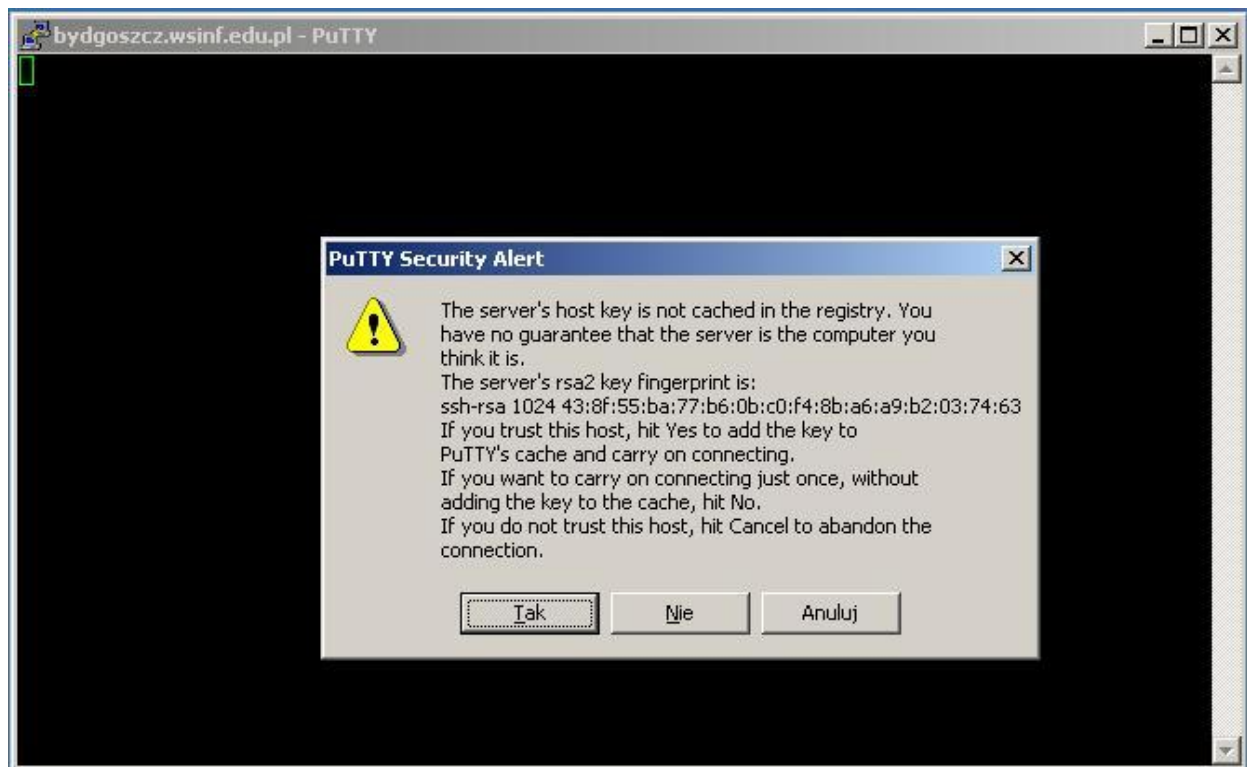 bydgoszcz.wsinf.edu.pl - PuTTY
PuTTY Security Alert
The server's host key is not cached in the registry. You
have no guarantee that the server is the computer you
think it is.
The server's rsa2 key fingerprint is:
ssh-rsa 1024 43:8f:55:ba:77:b6:0b:c0:f4:8b:a6:a9:b2:03:74:63
If you trust this host, hit Yes to add the key to
PuTTY's cache and carry on connecting.
If you want to carry on connecting just once, without
adding the key to the cache, hit No.
If you do not trust this host, hit Cancel to abandon the
connection.
Tak Nie Anuluj